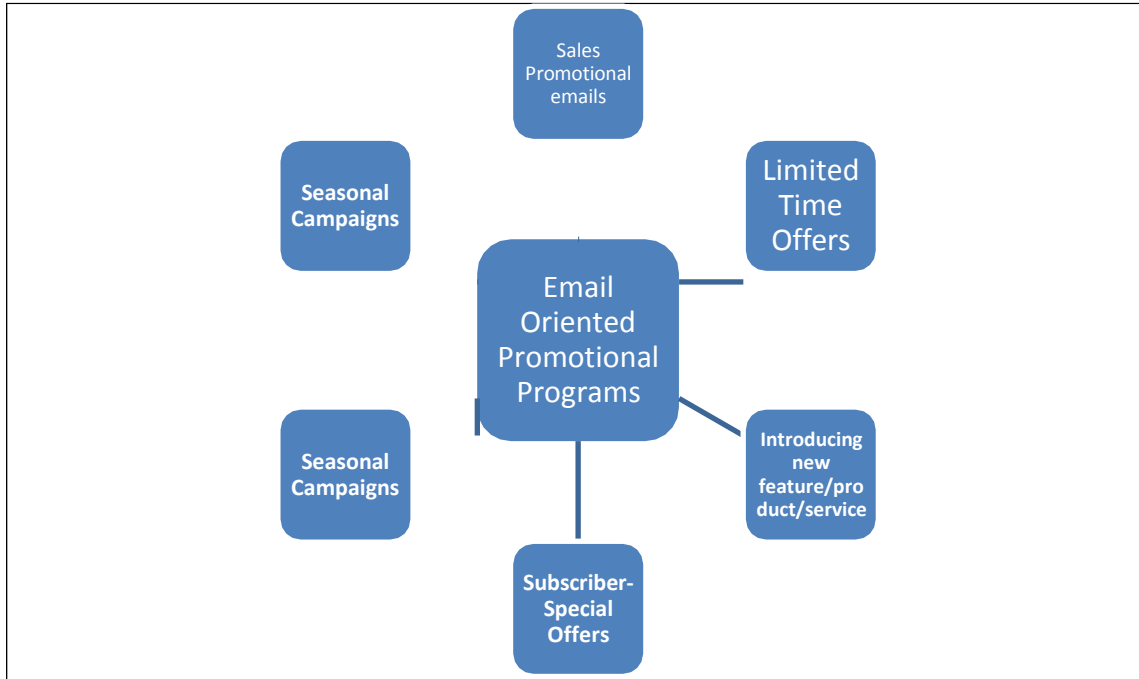 Sales
Promotional
emails
Limited
Time
Offers
Seasonal
Campaigns
Email
Oriented
Promotional
Programs
Introducing
new
feature/pro
duct/service
Seasonal
Campaigns
Subscriber-
Special
Offers